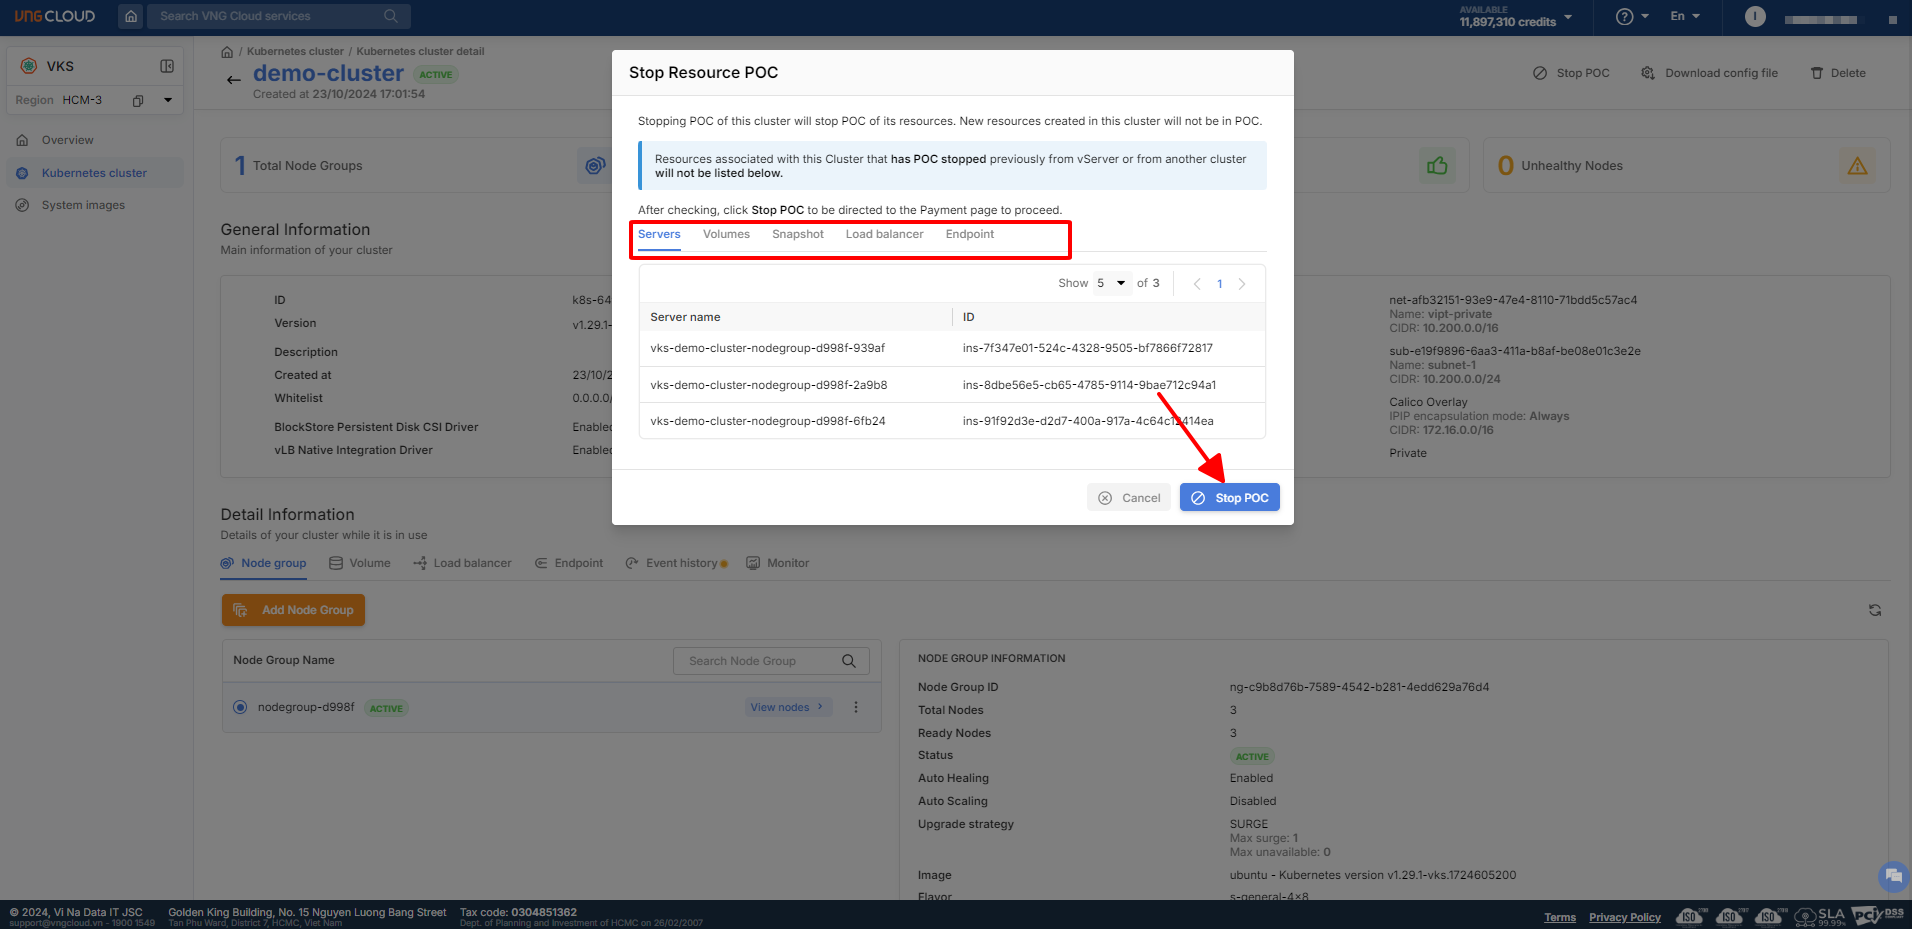 VNG CLOUD
Search VNG Cloud services
AVAILABLE
11,897,310 credits
En
I
VKS
Region HCM-3
Overview
Kubernetes cluster
System images
/ Kubernetes cluster / Kubernetes cluster detail
demo-cluster ACTIVE
Created at 23/10/2024 17:01:54
Stop POC
Download config file
Delete
1 Total Node Groups
0 Unhealthy Nodes
General Information
Main information of your cluster
ID k8s-64
Version v1.29.1-
Description
Created at 23/10/2
Whitelist 0.0.0.0/
BlockStore Persistent Disk CSI Driver Enabled
vLB Native Integration Driver Enabled
net-afb32151-93e9-47e4-8110-71bdd5c57ac4
Name: vipt-private
CIDR: 10.200.0.0/16
sub-e19f9896-6aa3-411a-b8af-be08e01c3e2e
Name: subnet-1
CIDR: 10.200.0.0/24
Calico Overlay
IPIP encapsulation mode: Always
CIDR: 172.16.0.0/16
Private
Stop Resource POC
Stopping POC of this cluster will stop POC of its resources. New resources created in this cluster will not be in POC.
Resources associated with this Cluster that has POC stopped previously from vServer or from another cluster
will not be listed below.
After checking, click Stop POC to be directed to the Payment page to proceed.
Servers Volumes Snapshot Load balancer Endpoint
Show 5 of 3 1
Server name ID
vks-demo-cluster-nodegroup-d998f-939af ins-7f347e01-524c-4328-9505-bf7866f72817
vks-demo-cluster-nodegroup-d998f-2a9b8 ins-8dbe56e5-cb65-4785-9114-9bae712c94a1
vks-demo-cluster-nodegroup-d998f-6fb24
Cancel
Stop POC
Detail Information
Details of your cluster while it is in use
Node group Volume Load balancer Endpoint Event history Monitor
Add Node Group
Node Group Name
Search Node Group
nodegroup-d998f ACTIVE View nodes
NODE GROUP INFORMATION
Node Group ID ng-c9b8d76b-7589-4542-b281-4edd629a76d4
Total Nodes 3
Ready Nodes 3
Status ACTIVE
Auto Healing Enabled
Auto Scaling Disabled
Upgrade strategy SURGE
Max surge: 1
Max unavailable: 0
Image ubuntu - Kubernetes version v1.29.1-vks.1724605200
Flavor s-general-4x8
© 2024, Vi Na Data IT JSC
support@vngcloud.vn - 1900 1549
Golden King Building, No. 15 Nguyen Luong Bang Street
Tan Phu Ward, District 7, HCMC, Viet Nam
Tax code: 0304851362
Dept. of Planning and Investment of HCMC on 26/02/2007
Terms
Privacy Policy
ISO
ISO
ISO
SLA
99.99%
PCI DSS